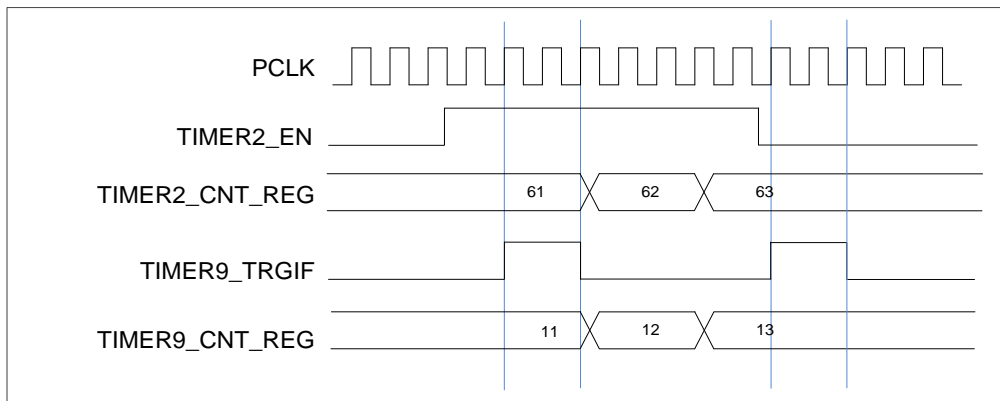 PCLK
TIMER2_EN
TIMER2_CNT_REG 61 62 63
TIMER9_TRGIF
TIMER9_CNT_REG 11 12 13